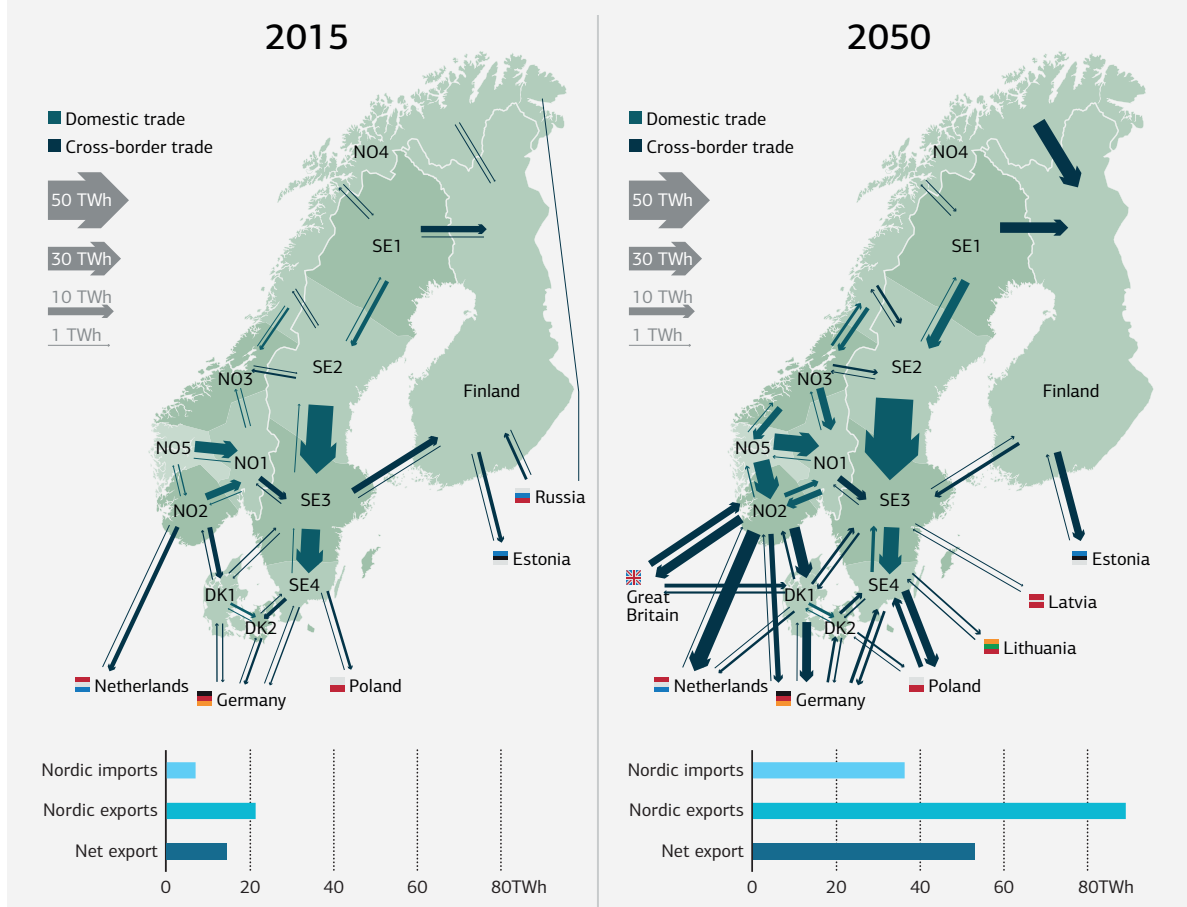 2015
Domestic trade
Cross-border trade
50 TWh
30 TWh
10 TWh
1 TWh
NO4
SE1
SE2
NO3
Finland
NO5
NO1
SE3
NO2
Russia
Estonia
SE4
DK1
DK2
Netherlands
Germany
Poland
Nordic imports
Nordic exports
Net export
0
20
40
60
80TWh
2050
Domestic trade
Cross-border trade
50 TWh
30 TWh
10 TWh
1 TWh
NO4
SE1
SE2
NO3
Finland
NO5
NO1
SE3
NO2
Estonia
Great
Britain
SE4
DK1
Latvia
DK2
Lithuania
Netherlands
Germany
Poland
Nordic imports
Nordic exports
Net export
0
20
40
60
80TWh